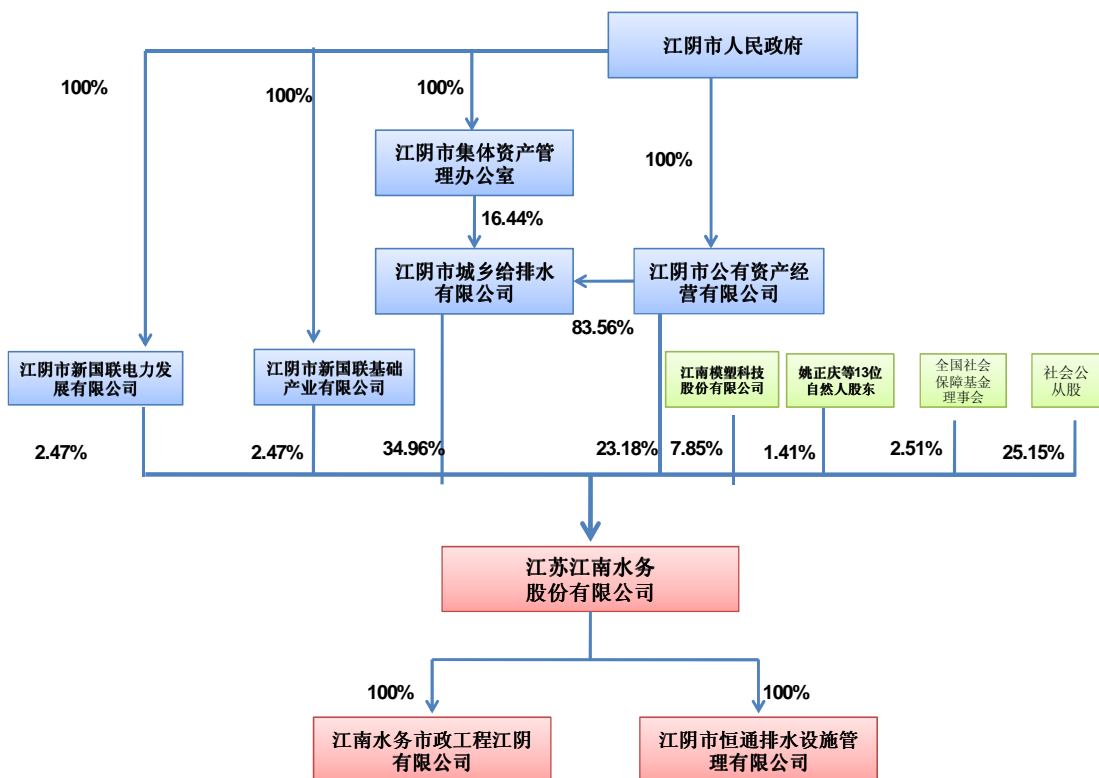 江阴市人民政府
100%
100%
100%
江阴市集体资产管
理办公室
100%
16.44%
江阴市城乡给排水
有限公司
江阴市公有资产经
营有限公司
83.56%
江阴市新国联电力发
展有限公司
江阴市新国联基础
产业有限公司
江南模塑科技
股份有限公司
姚正庆等13位
自然人股东
全国社会
保障基金
理事会
社会公
从股
2.47%
2.47%
34.96%
23.18%
7.85%
1.41%
2.51%
25.15%
江苏江南水务
股份有限公司
100%
100%
江南水务市政工程江阴
有限公司
江阴市恒通排水设施管
理有限公司